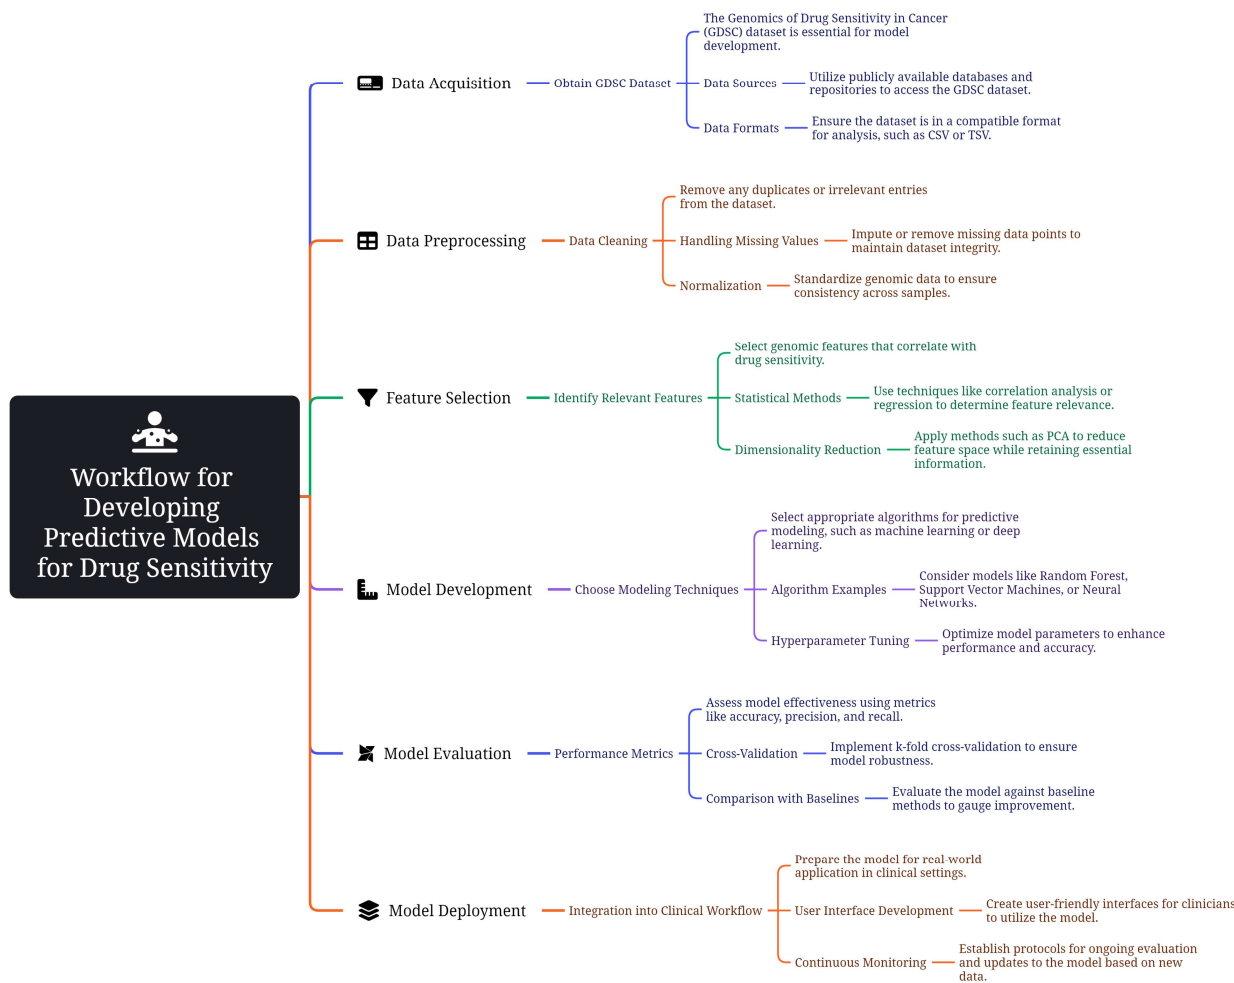 Workflow for
Developing
Predictive Models
for Drug Sensitivity
Data Acquisition
Obtain GDSC Dataset
The Genomics of Drug Sensitivity in Cancer
(GDSC) dataset is essential for model
development.
Data Sources
Utilize publicly available databases and
repositories to access the GDSC dataset.
Data Formats
Ensure the dataset is in a compatible format
for analysis, such as CSV or TSV.
Data Preprocessing
Data Cleaning
Remove any duplicates or irrelevant entries
from the dataset.
Handling Missing Values
Impute or remove missing data points to
maintain dataset integrity.
Normalization
Standardize genomic data to ensure
consistency across samples.
Feature Selection
Identify Relevant Features
Select genomic features that correlate with
drug sensitivity.
Statistical Methods
Use techniques like correlation analysis or
regression to determine feature relevance.
Dimensionality Reduction
Apply methods such as PCA to reduce
feature space while retaining essential
information.
Model Development
Choose Modeling Techniques
Select appropriate algorithms for predictive
modeling, such as machine learning or deep
learning.
Algorithm Examples
Consider models like Random Forest,
Support Vector Machines, or Neural
Networks.
Hyperparameter Tuning
Optimize model parameters to enhance
performance and accuracy.
Model Evaluation
Performance Metrics
Assess model effectiveness using metrics
like accuracy, precision, and recall.
Cross-Validation
Implement k-fold cross-validation to ensure
model robustness.
Comparison with Baselines
Evaluate the model against baseline
methods to gauge improvement.
Model Deployment
Integration into Clinical Workflow
Prepare the model for real-world
application in clinical settings.
User Interface Development
Create user-friendly interfaces for clinicians
to utilize the model.
Continuous Monitoring
Establish protocols for ongoing evaluation
and updates to the model based on new
data.